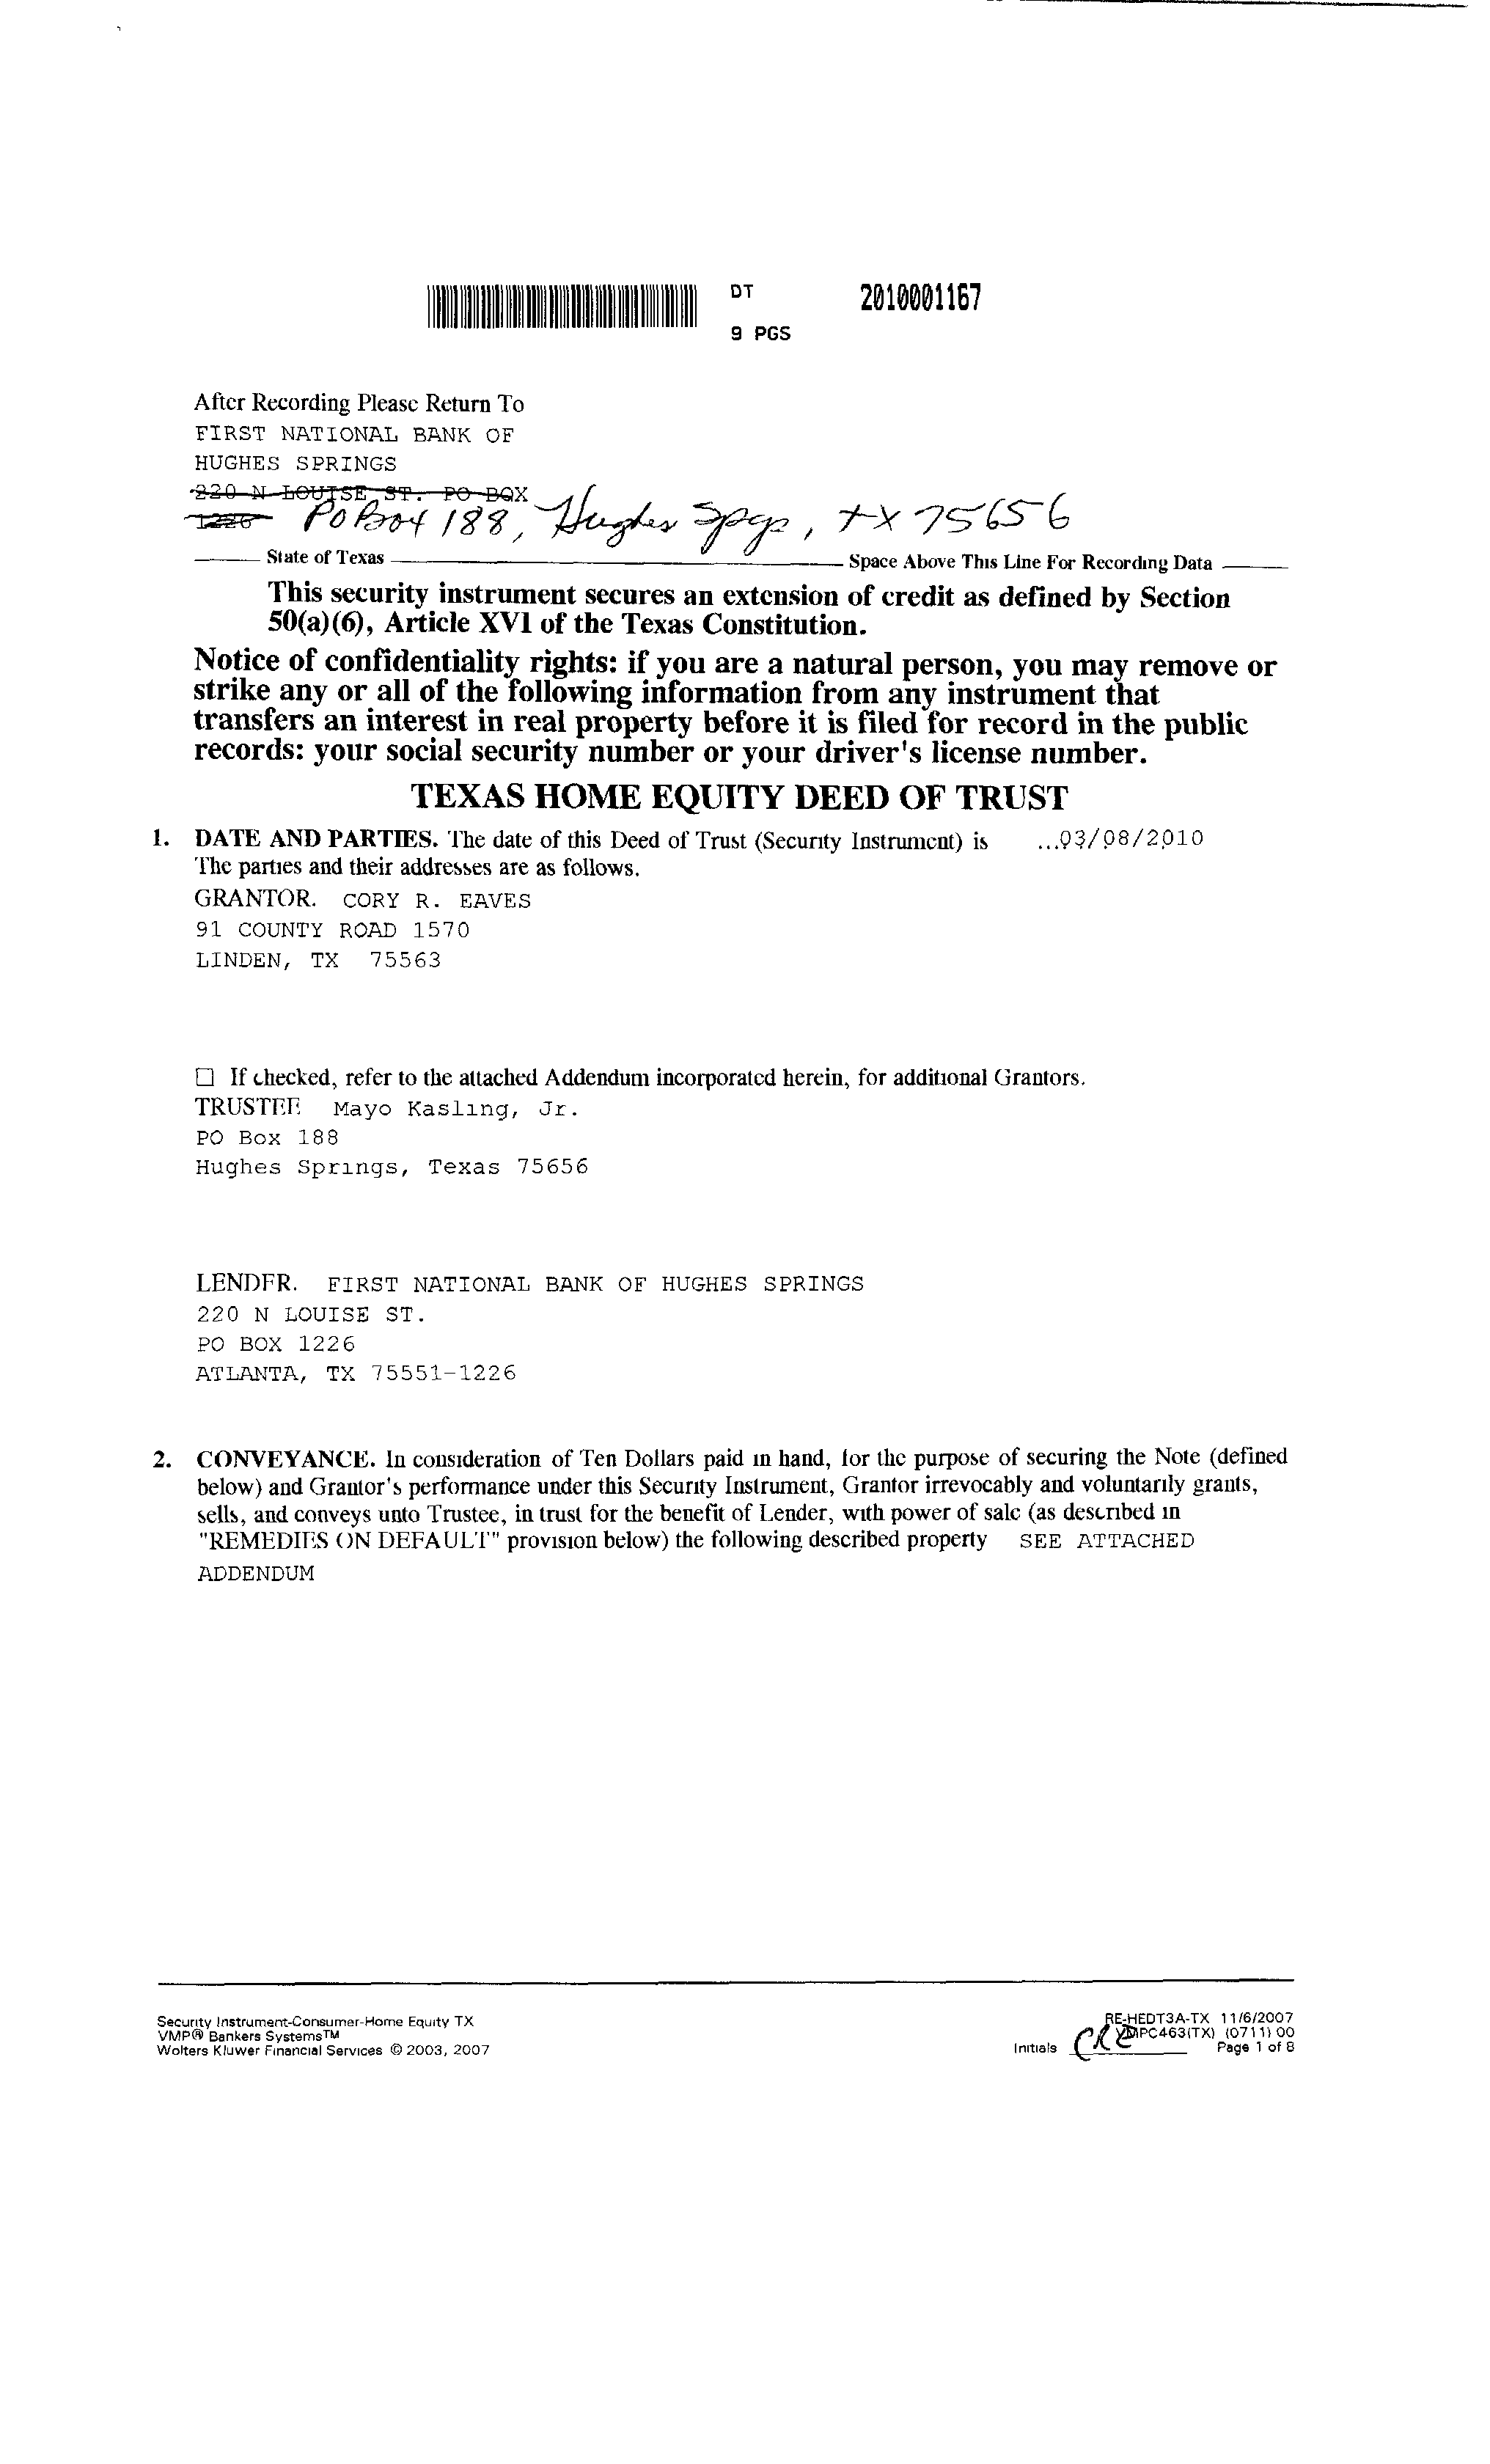 DT 2010001167
9 PGS
After Recording Please Return To
FIRST NATIONAL BANK OF
HUGHES SPRINGS
220 N LOUISE ST. PO BOX
1226 PO Box 188, Hughes Spgs, TX 75656
State of Texas Space Above This Line For Recording Data
This security instrument secures an extension of credit as defined by Section
50(a)(6), Article XVI of the Texas Constitution.
Notice of confidentiality rights: if you are a natural person, you may remove or
strike any or all of the following information from any instrument that
transfers an interest in real property before it is filed for record in the public
records: your social security number or your driver's license number.
TEXAS HOME EQUITY DEED OF TRUST
1. DATE AND PARTIES. The date of this Deed of Trust (Security Instrument) is ...03/08/2010
The parties and their addresses are as follows.
GRANTOR. CORY R. EAVES
91 COUNTY ROAD 1570
LINDEN, TX 75563
☐ If checked, refer to the attached Addendum incorporated herein, for additional Grantors.
TRUSTEE Mayo Kasling, Jr.
PO Box 188
Hughes Springs, Texas 75656
LENDER. FIRST NATIONAL BANK OF HUGHES SPRINGS
220 N LOUISE ST.
PO BOX 1226
ATLANTA, TX 75551-1226
2. CONVEYANCE. In consideration of Ten Dollars paid in hand, for the purpose of securing the Note (defined
below) and Grantor's performance under this Security Instrument, Grantor irrevocably and voluntarily grants,
sells, and conveys unto Trustee, in trust for the benefit of Lender, with power of sale (as described in
"REMEDIES ON DEFAULT" provision below) the following described property SEE ATTACHED
ADDENDUM
Security Instrument-Consumer-Home Equity TX RE-HEDT3A-TX 11/6/2007
VMP® Bankers Systems™ VMPC463(TX) (0711) 00
Wolters Kluwer Financial Services © 2003, 2007 Initials CRE Page 1 of 8